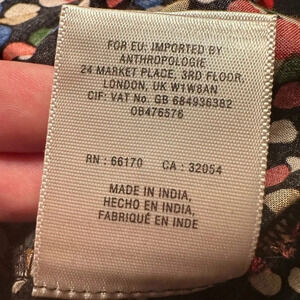 FOR EU: IMPORTED BY
ANTHROPOLOGIE
24 MARKET PLACE, 3RD FLOOR,
LONDON, UK W1W8AN
CIF: VAT No. GB 684936382
OB476576
RN : 66170 CA : 32054
MADE IN INDIA,
HECHO EN INDIA,
FABRIQUÉ EN INDE